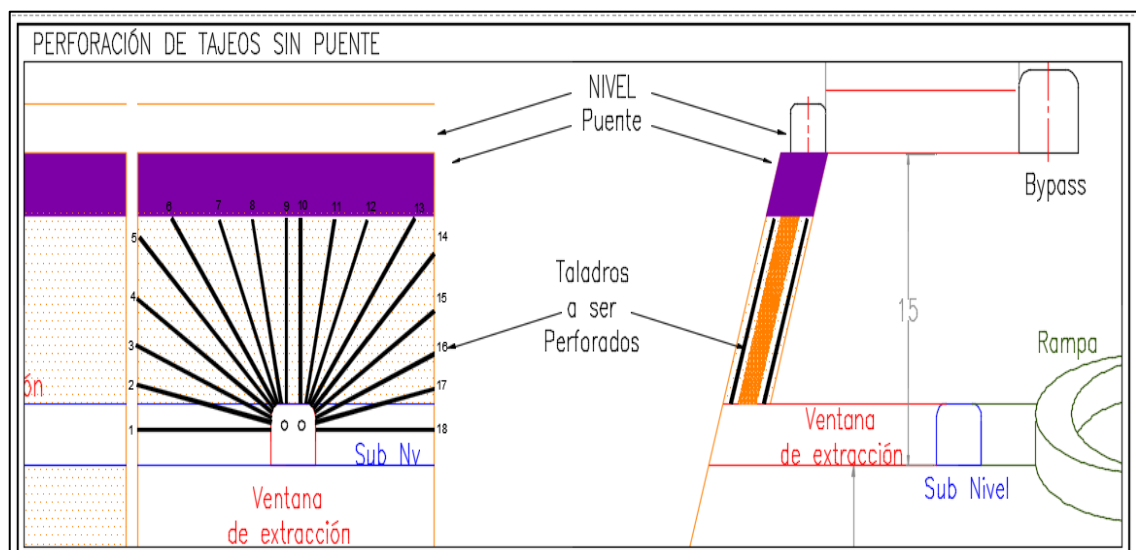 PERFORACIÓN DE TAJEOS SIN PUENTE
NIVEL
Puente
Bypass
6
7
8
9
10
11
12
13
5
14
4
15
3
16
2
17
1
18
Taladros
a ser
Perforados
15
Rampa
ón
Sub Nv
Ventana
de extracción
Ventana
de extracción
Sub Nivel